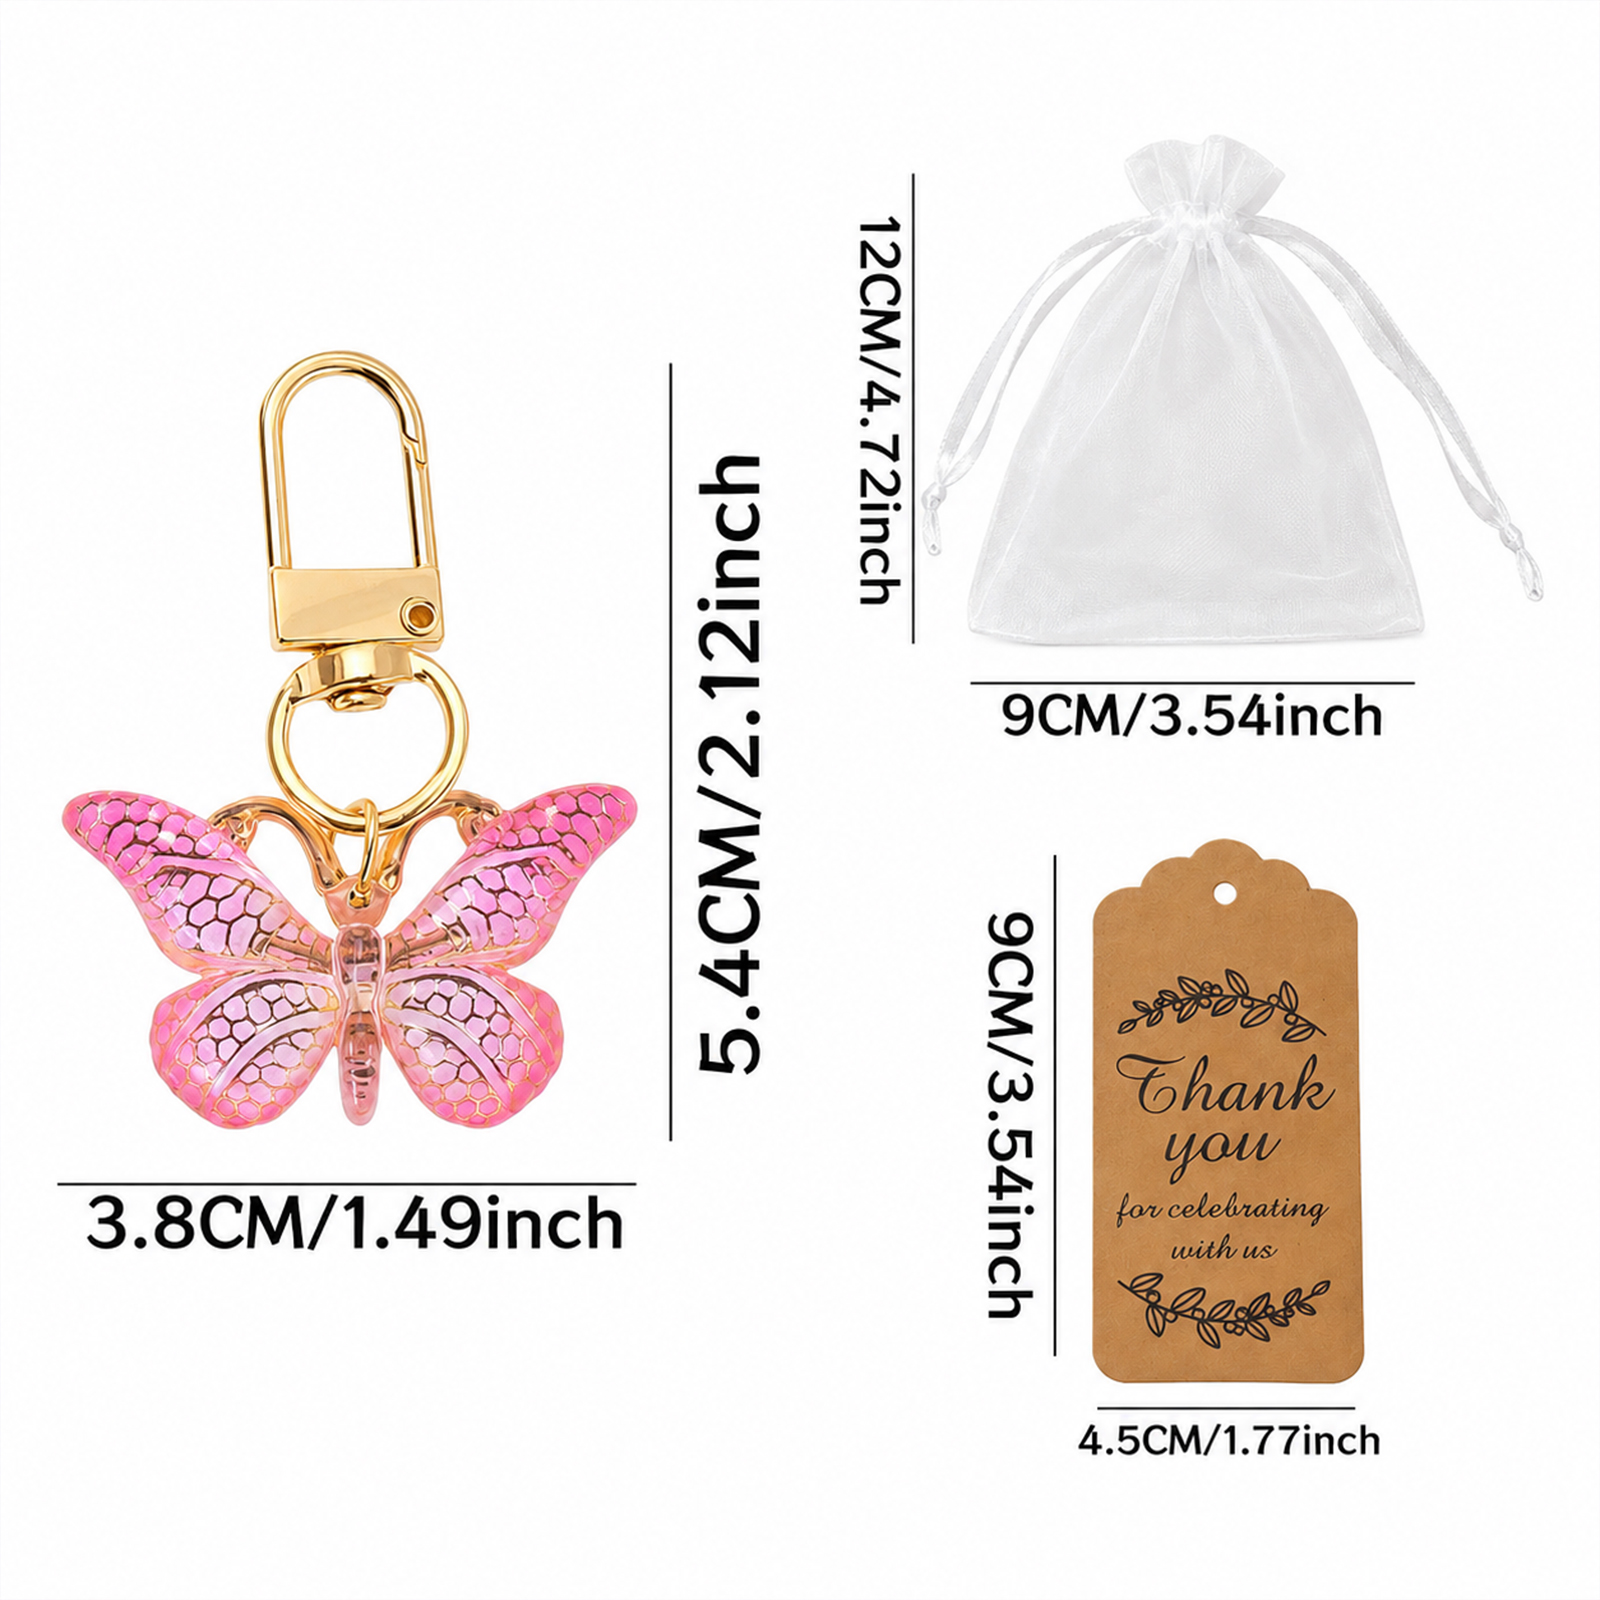 5.4CM/2.12inch
3.8CM/1.49inch
12CM/4.72inch
9CM/3.54inch
9CM/3.54inch
Thank
you
for celebrating
with us
4.5CM/1.77inch